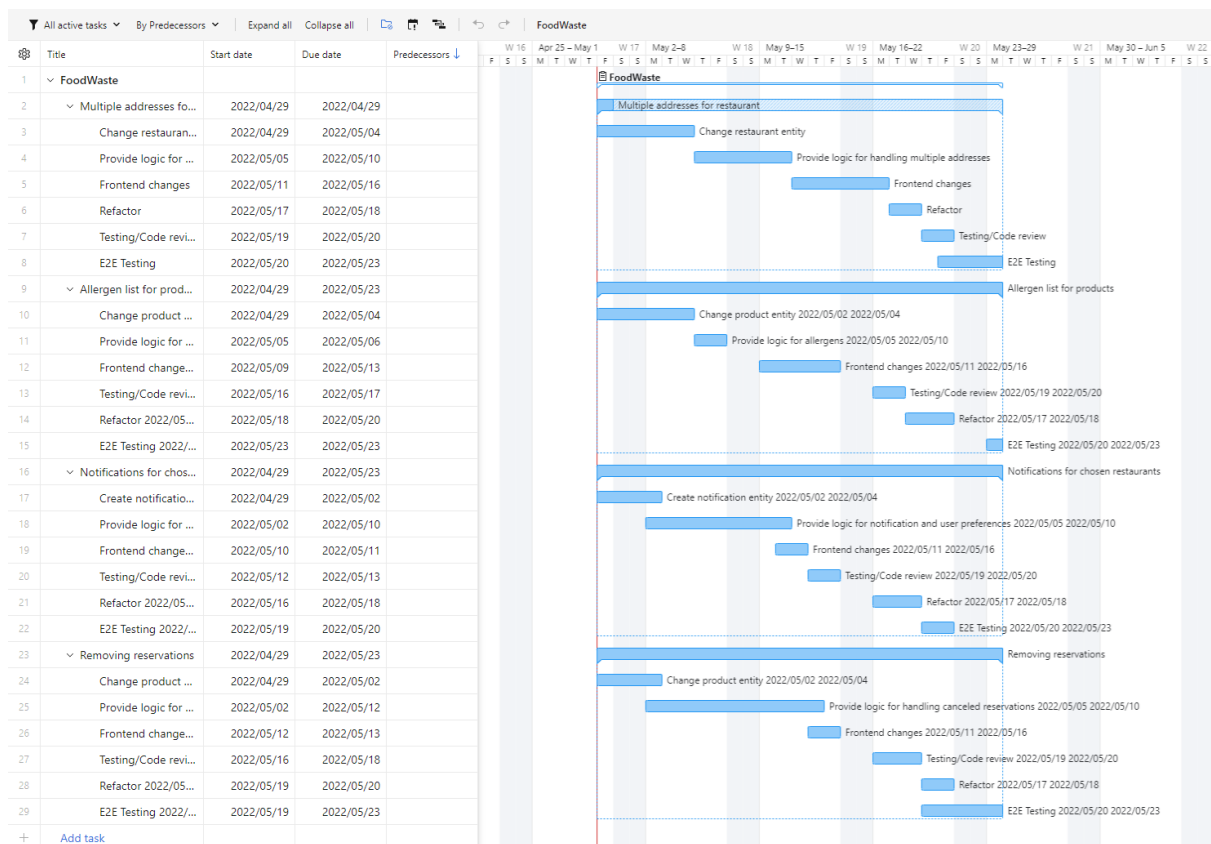 All active tasks By Predecessors Expand all Collapse all FoodWaste
Title Start date Due date Predecessors
W 16 Apr 25 – May 1 W 17 May 2–8 W 18 May 9–15 W 19 May 16–22 W 20 May 23–29 W 21 May 30 – Jun 5 W 22
F S S M T W T F S S M T W T F S S M T W T F S S M T W T F S S M T W T F S S M T W T F S S
1 FoodWaste FoodWaste
2 Multiple addresses fo... 2022/04/29 2022/04/29 Multiple addresses for restaurant
3 Change restauran... 2022/04/29 2022/05/04 Change restaurant entity
4 Provide logic for ... 2022/05/05 2022/05/10 Provide logic for handling multiple addresses
5 Frontend changes 2022/05/11 2022/05/16 Frontend changes
6 Refactor 2022/05/17 2022/05/18 Refactor
7 Testing/Code revi... 2022/05/19 2022/05/20 Testing/Code review
8 E2E Testing 2022/05/20 2022/05/23 E2E Testing
9 Allergen list for prod... 2022/04/29 2022/05/23 Allergen list for products
10 Change product ... 2022/04/29 2022/05/04 Change product entity 2022/05/02 2022/05/04
11 Provide logic for ... 2022/05/05 2022/05/06 Provide logic for allergens 2022/05/05 2022/05/10
12 Frontend change... 2022/05/09 2022/05/13 Frontend changes 2022/05/11 2022/05/16
13 Testing/Code revi... 2022/05/16 2022/05/17 Testing/Code review 2022/05/19 2022/05/20
14 Refactor 2022/05... 2022/05/18 2022/05/20 Refactor 2022/05/17 2022/05/18
15 E2E Testing 2022/... 2022/05/23 2022/05/23 E2E Testing 2022/05/20 2022/05/23
16 Notifications for chos... 2022/04/29 2022/05/23 Notifications for chosen restaurants
17 Create notificatio... 2022/04/29 2022/05/02 Create notification entity 2022/05/02 2022/05/04
18 Provide logic for ... 2022/05/02 2022/05/10 Provide logic for notification and user preferences 2022/05/05 2022/05/10
19 Frontend change... 2022/05/10 2022/05/11 Frontend changes 2022/05/11 2022/05/16
20 Testing/Code revi... 2022/05/12 2022/05/13 Testing/Code review 2022/05/19 2022/05/20
21 Refactor 2022/05... 2022/05/16 2022/05/18 Refactor 2022/05/17 2022/05/18
22 E2E Testing 2022/... 2022/05/19 2022/05/20 E2E Testing 2022/05/20 2022/05/23
23 Removing reservations 2022/04/29 2022/05/23 Removing reservations
24 Change product ... 2022/04/29 2022/05/02 Change product entity 2022/05/02 2022/05/04
25 Provide logic for ... 2022/05/02 2022/05/12 Provide logic for handling canceled reservations 2022/05/05 2022/05/10
26 Frontend change... 2022/05/12 2022/05/13 Frontend changes 2022/05/11 2022/05/16
27 Testing/Code revi... 2022/05/16 2022/05/18 Testing/Code review 2022/05/19 2022/05/20
28 Refactor 2022/05... 2022/05/19 2022/05/20 Refactor 2022/05/17 2022/05/18
29 E2E Testing 2022/... 2022/05/19 2022/05/23 E2E Testing 2022/05/20 2022/05/23
Add task